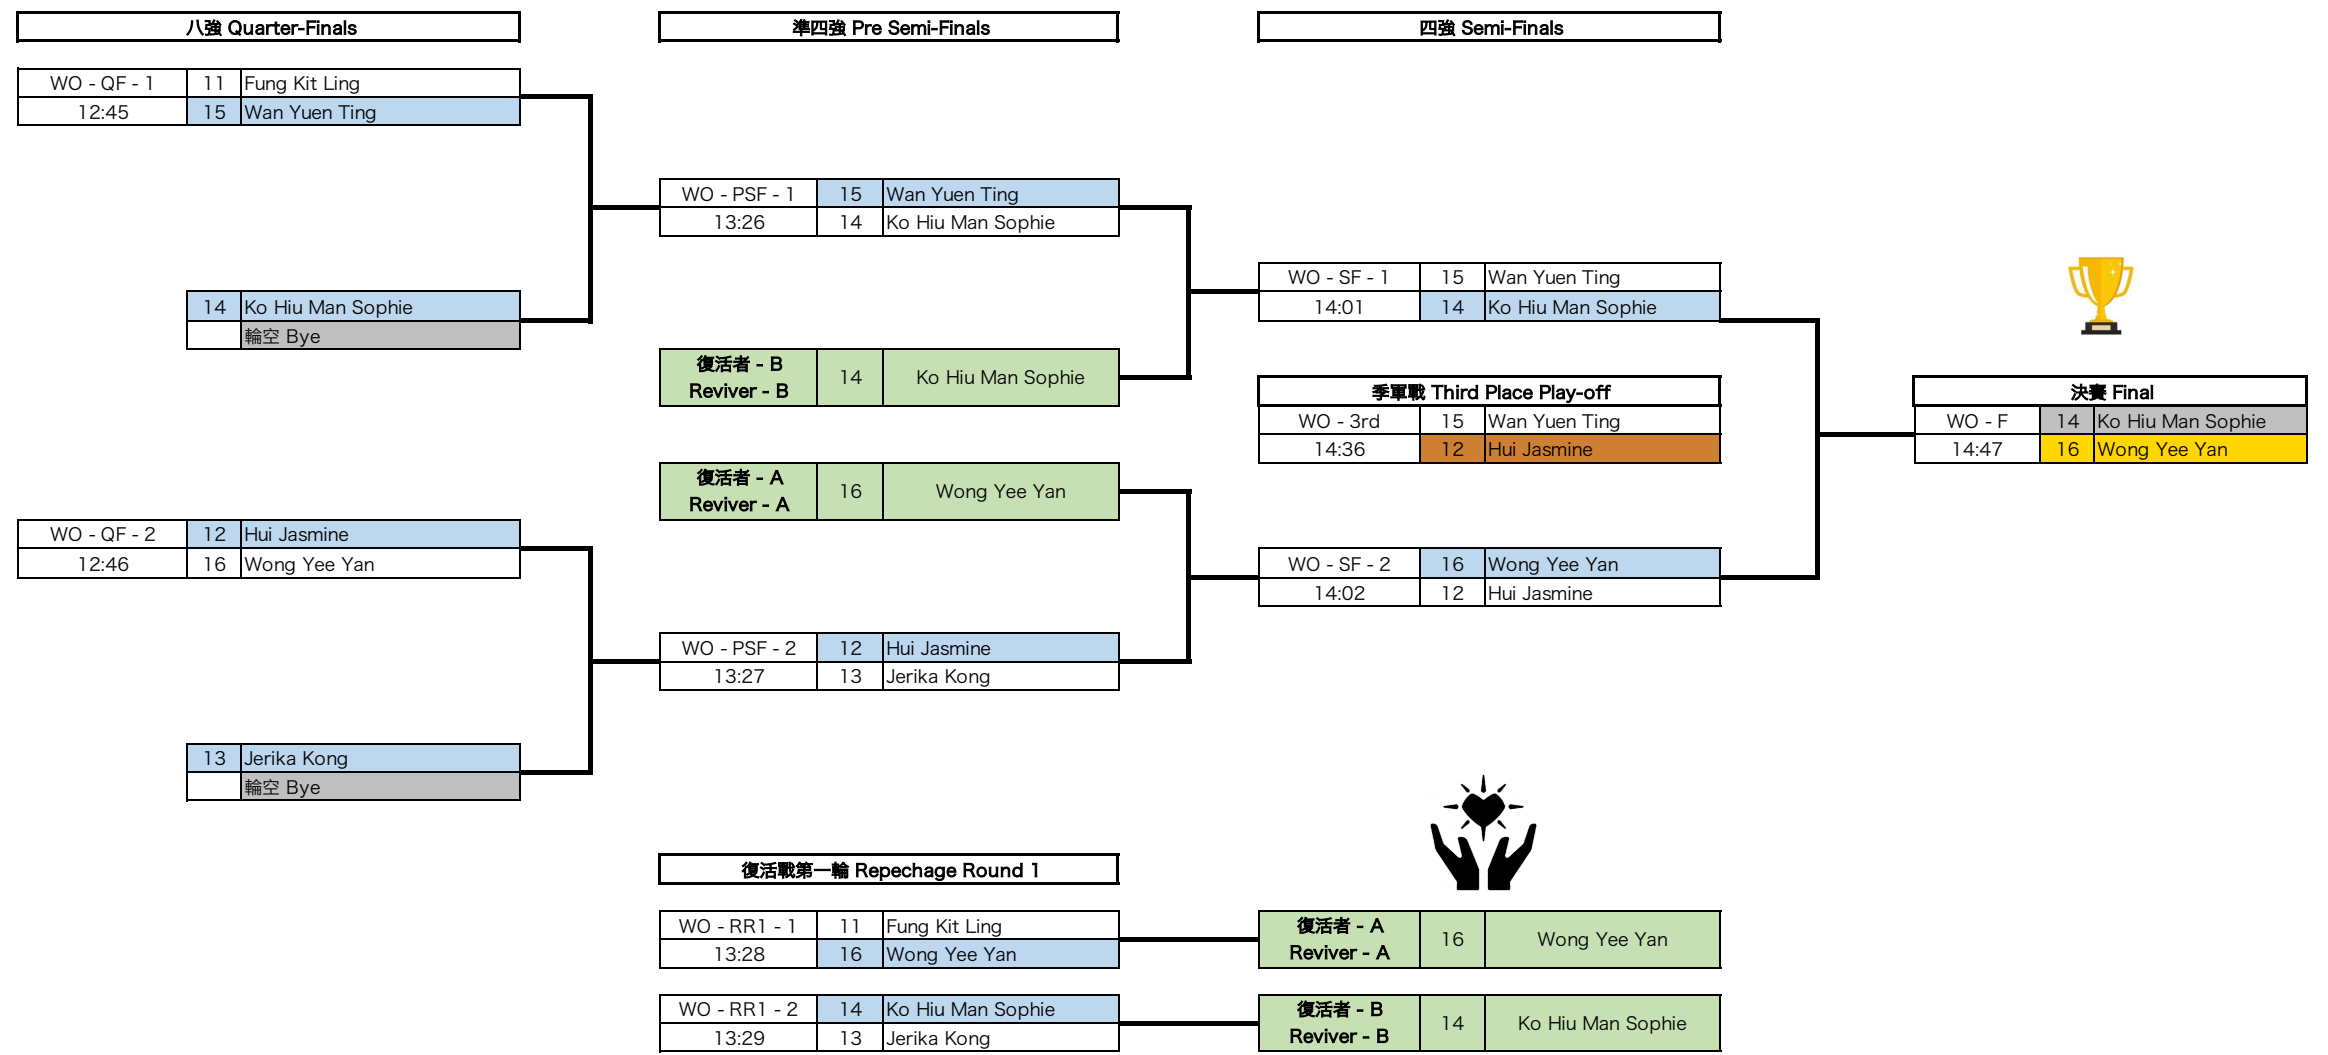 八強 Quarter-Finals
準四強 Pre Semi-Finals
四強 Semi-Finals
WO - QF - 1 11 Fung Kit Ling
12:45 15 Wan Yuen Ting
WO - PSF - 1 15 Wan Yuen Ting
13:26 14 Ko Hiu Man Sophie
WO - SF - 1 15 Wan Yuen Ting
14:01 14 Ko Hiu Man Sophie
14 Ko Hiu Man Sophie
輪空 Bye
復活者 - B
Reviver - B
14
Ko Hiu Man Sophie
季軍戰 Third Place Play-off
WO - 3rd 15 Wan Yuen Ting
14:36 12 Hui Jasmine
決賽 Final
WO - F 14 Ko Hiu Man Sophie
14:47 16 Wong Yee Yan
復活者 - A
Reviver - A
16
Wong Yee Yan
WO - QF - 2 12 Hui Jasmine
12:46 16 Wong Yee Yan
WO - SF - 2 16 Wong Yee Yan
14:02 12 Hui Jasmine
WO - PSF - 2 12 Hui Jasmine
13:27 13 Jerika Kong
13 Jerika Kong
輪空 Bye
復活戰第一輪 Repechage Round 1
WO - RR1 - 1 11 Fung Kit Ling
13:28 16 Wong Yee Yan
復活者 - A
Reviver - A
16
Wong Yee Yan
WO - RR1 - 2 14 Ko Hiu Man Sophie
13:29 13 Jerika Kong
復活者 - B
Reviver - B
14
Ko Hiu Man Sophie